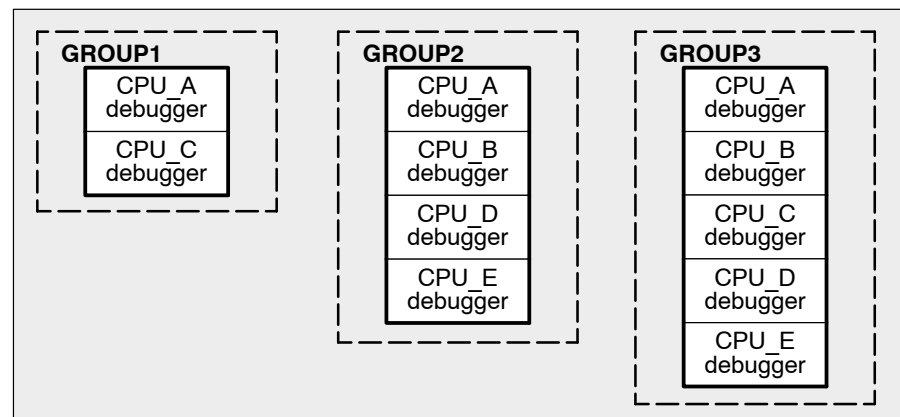 GROUP1
CPU_A
debugger
CPU_C
debugger
GROUP2
CPU_A
debugger
CPU_B
debugger
CPU_D
debugger
CPU_E
debugger
GROUP3
CPU_A
debugger
CPU_B
debugger
CPU_C
debugger
CPU_D
debugger
CPU_E
debugger